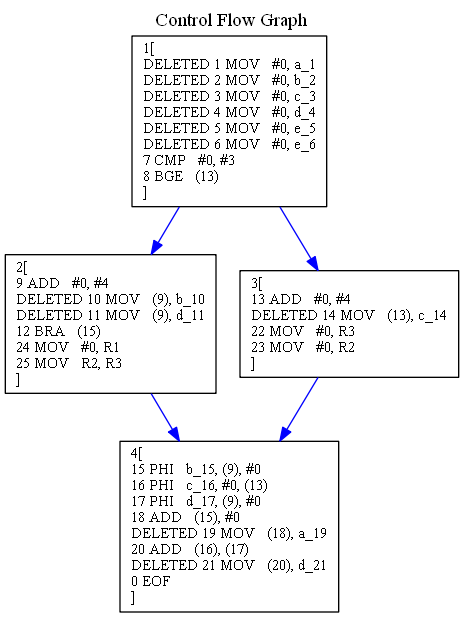 Control Flow Graph
1[
DELETED 1 MOV #0, a_1
DELETED 2 MOV #0, b_2
DELETED 3 MOV #0, c_3
DELETED 4 MOV #0, d_4
DELETED 5 MOV #0, e_5
DELETED 6 MOV #0, e_6
7 CMP #0, #3
8 BGE (13)
]
2[
9 ADD #0, #4
DELETED 10 MOV (9), b_10
DELETED 11 MOV (9), d_11
12 BRA (15)
24 MOV #0, R1
25 MOV R2, R3
]
3[
13 ADD #0, #4
DELETED 14 MOV (13), c_14
22 MOV #0, R3
23 MOV #0, R2
]
4[
15 PHI b_15, (9), #0
16 PHI c_16, #0, (13)
17 PHI d_17, (9), #0
18 ADD (15), #0
DELETED 19 MOV (18), a_19
20 ADD (16), (17)
DELETED 21 MOV (20), d_21
0 EOF
]